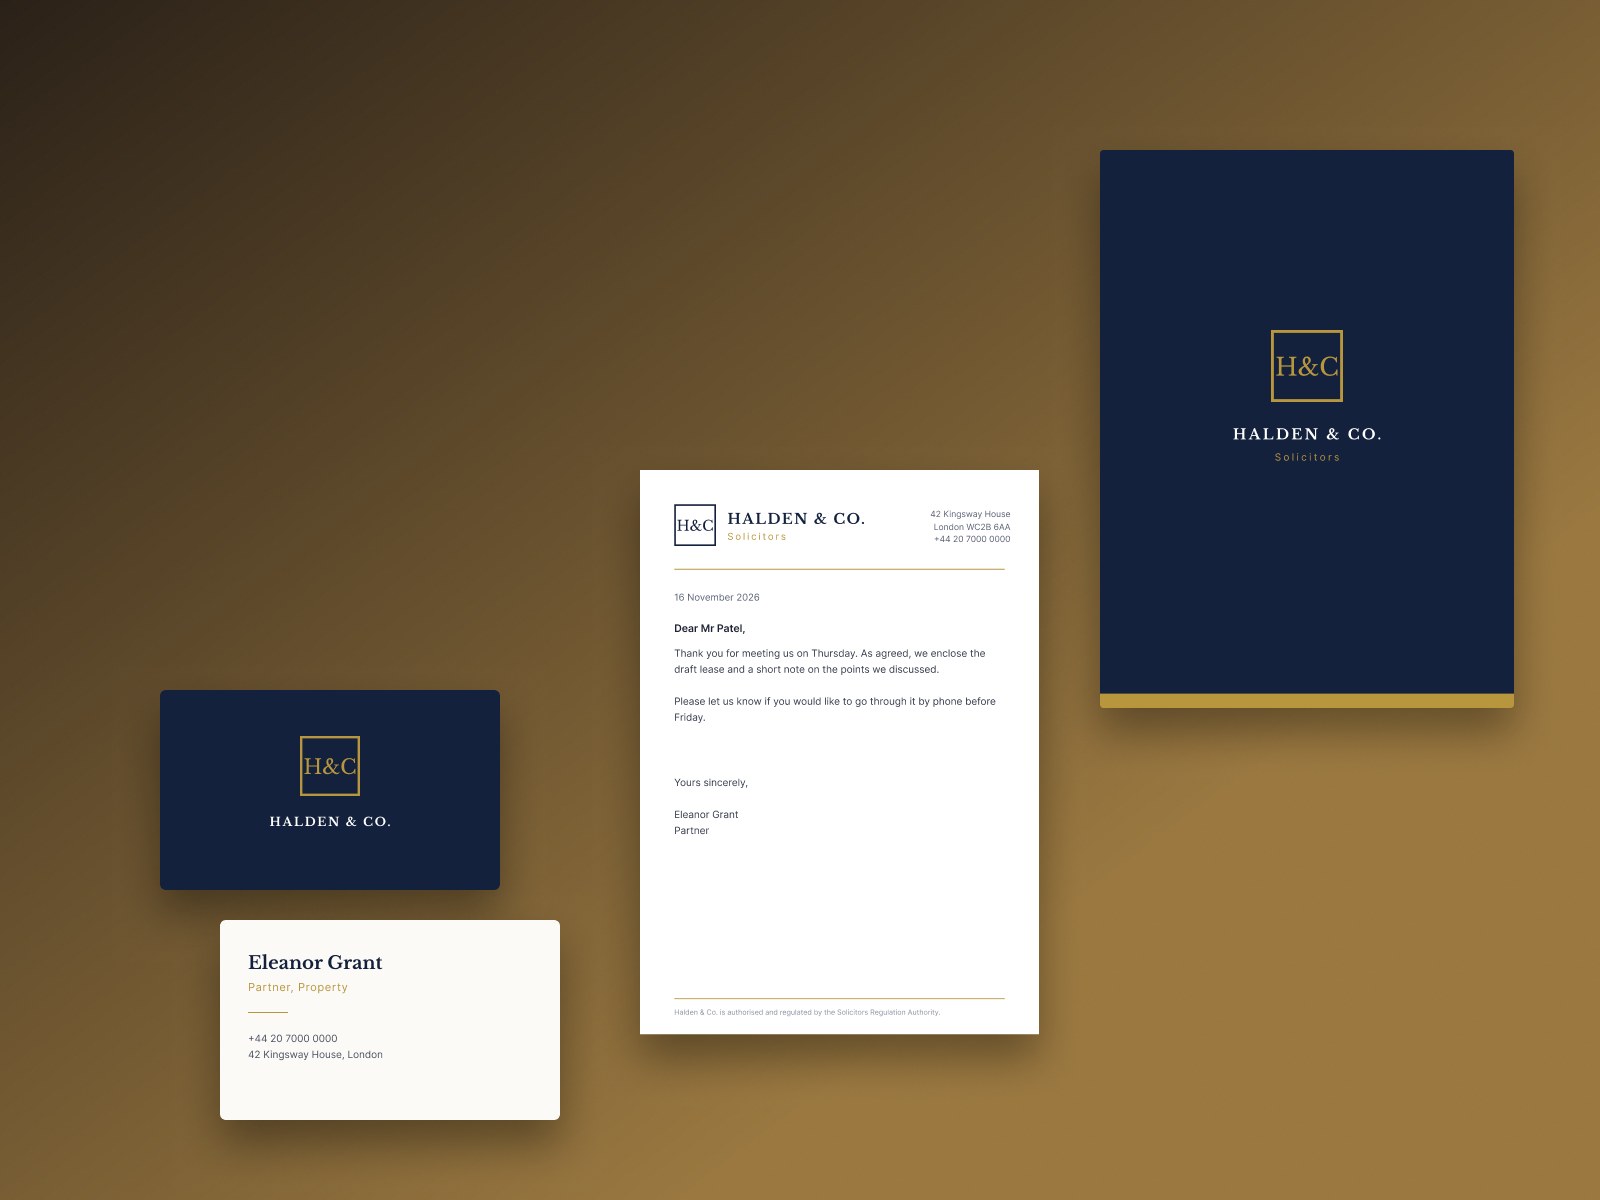 H&C
HALDEN & CO.
Solicitors
H&C
HALDEN & CO.
Solicitors
42 Kingsway House
London WC2B 6AA
+44 20 7000 0000
16 November 2026
Dear Mr Patel,
Thank you for meeting us on Thursday. As agreed, we enclose the
draft lease and a short note on the points we discussed.
Please let us know if you would like to go through it by phone before
Friday.
Yours sincerely,
Eleanor Grant
Partner
Halden & Co. is authorised and regulated by the Solicitors Regulation Authority.
H&C
HALDEN & CO.
Eleanor Grant
Partner, Property
+44 20 7000 0000
42 Kingsway House, London